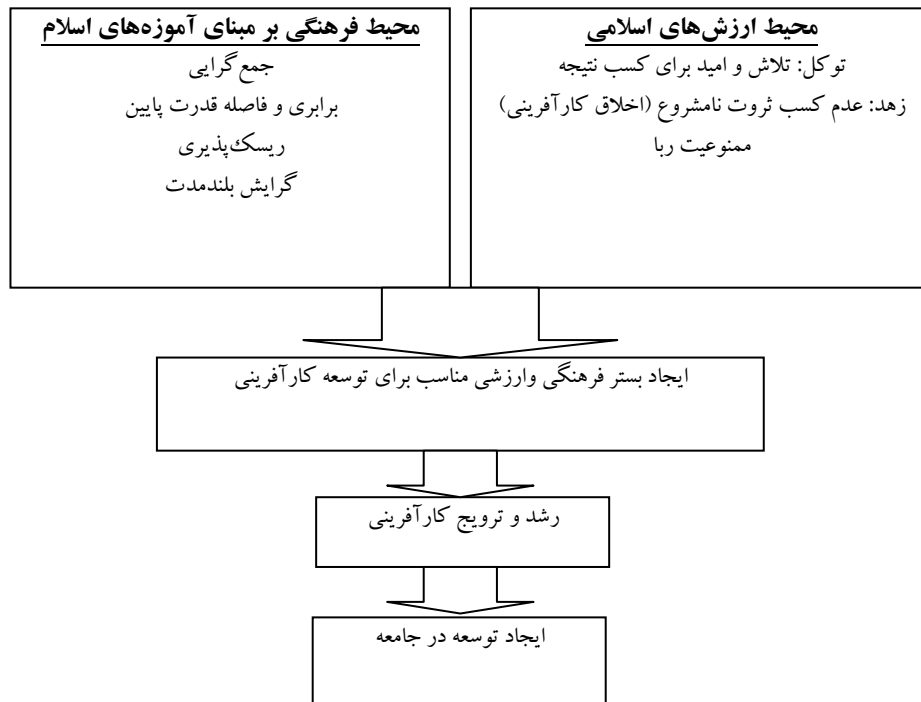 محیط ارزش‌های اسلامی
توکل: تلاش و امید برای کسب نتیجه
زهد: عدم کسب ثروت نامشروع (اخلاق کارآفرینی)
ممنوعیت ربا
محیط فرهنگی بر مبنای آموزه‌های اسلام
جمع‌گرایی
برابری و فاصله قدرت پایین
ریسک‌پذیری
گرایش بلندمدت
ایجاد بستر فرهنگی وارزشی مناسب برای توسعه کارآفرینی
رشد و ترویج کارآفرینی
ایجاد توسعه در جامعه